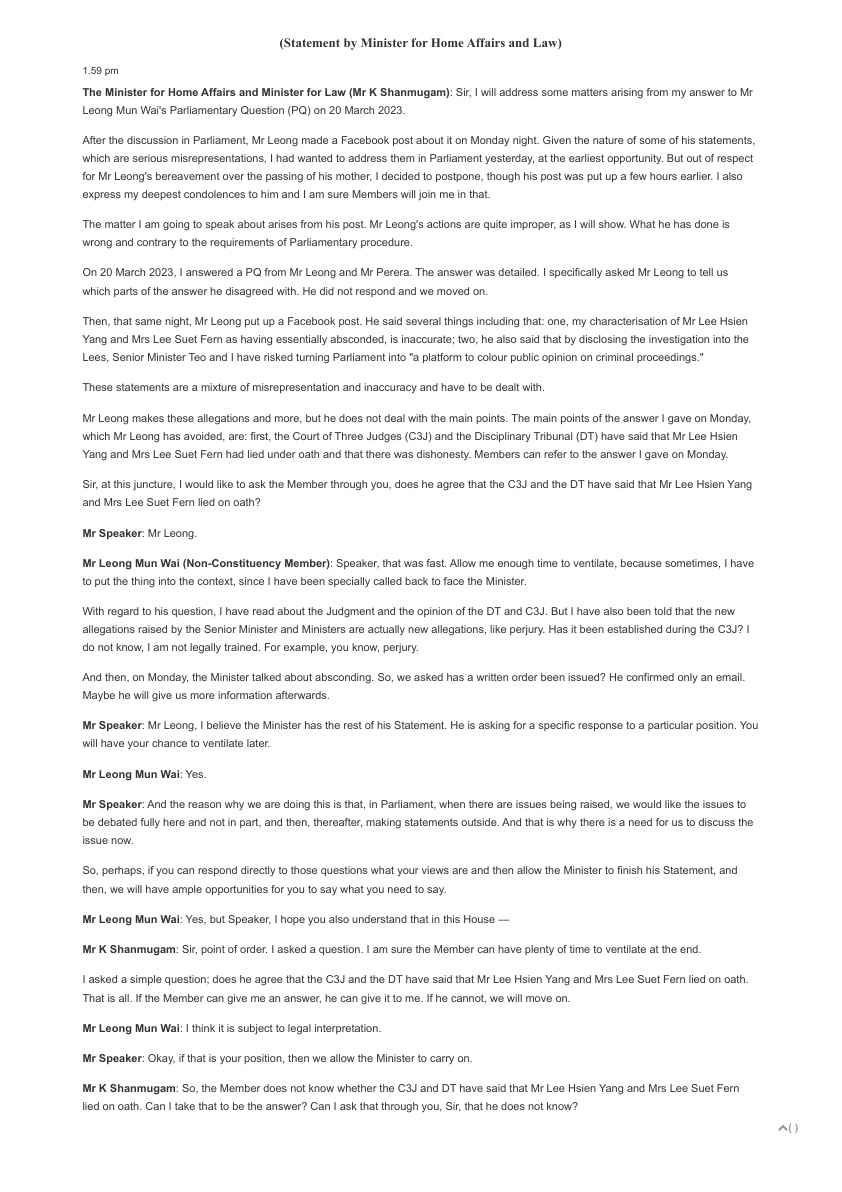 (Statement by Minister for Home Affairs and Law)
1.59 pm
The Minister for Home Affairs and Minister for Law (Mr K Shanmugam): Sir, I will address some matters arising from my answer to Mr
Leong Mun Wai's Parliamentary Question (PQ) on 20 March 2023.
After the discussion in Parliament, Mr Leong made a Facebook post about it on Monday night. Given the nature of some of his statements,
which are serious misrepresentations, I had wanted to address them in Parliament yesterday, at the earliest opportunity. But out of respect
for Mr Leong's bereavement over the passing of his mother, I decided to postpone, though his post was put up a few hours earlier. I also
express my deepest condolences to him and I am sure Members will join me in that.
The matter I am going to speak about arises from his post. Mr Leong's actions are quite improper, as I will show. What he has done is
wrong and contrary to the requirements of Parliamentary procedure.
On 20 March 2023, I answered a PQ from Mr Leong and Mr Perera. The answer was detailed. I specifically asked Mr Leong to tell us
which parts of the answer he disagreed with. He did not respond and we moved on.
Then, that same night, Mr Leong put up a Facebook post. He said several things including that: one, my characterisation of Mr Lee Hsien
Yang and Mrs Lee Suet Fern as having essentially absconded, is inaccurate; two, he also said that by disclosing the investigation into the
Lees, Senior Minister Teo and I have risked turning Parliament into "a platform to colour public opinion on criminal proceedings."
These statements are a mixture of misrepresentation and inaccuracy and have to be dealt with.
Mr Leong makes these allegations and more, but he does not deal with the main points. The main points of the answer I gave on Monday,
which Mr Leong has avoided, are: first, the Court of Three Judges (C3J) and the Disciplinary Tribunal (DT) have said that Mr Lee Hsien
Yang and Mrs Lee Suet Fern had lied under oath and that there was dishonesty. Members can refer to the answer I gave on Monday.
Sir, at this juncture, I would like to ask the Member through you, does he agree that the C3J and the DT have said that Mr Lee Hsien Yang
and Mrs Lee Suet Fern lied on oath?
Mr Speaker: Mr Leong.
Mr Leong Mun Wai (Non-Constituency Member): Speaker, that was fast. Allow me enough time to ventilate, because sometimes, I have
to put the thing into the context, since I have been specially called back to face the Minister.
With regard to his question, I have read about the Judgment and the opinion of the DT and C3J. But I have also been told that the new
allegations raised by the Senior Minister and Ministers are actually new allegations, like perjury. Has it been established during the C3J? I
do not know, I am not legally trained. For example, you know, perjury.
And then, on Monday, the Minister talked about absconding. So, we asked has a written order been issued? He confirmed only an email.
Maybe he will give us more information afterwards.
Mr Speaker: Mr Leong, I believe the Minister has the rest of his Statement. He is asking for a specific response to a particular position. You
will have your chance to ventilate later.
Mr Leong Mun Wai: Yes.
Mr Speaker: And the reason why we are doing this is that, in Parliament, when there are issues being raised, we would like the issues to
be debated fully here and not in part, and then, thereafter, making statements outside. And that is why there is a need for us to discuss the
issue now.
So, perhaps, if you can respond directly to those questions what your views are and then allow the Minister to finish his Statement, and
then, we will have ample opportunities for you to say what you need to say.
Mr Leong Mun Wai: Yes, but Speaker, I hope you also understand that in this House —
Mr K Shanmugam: Sir, point of order. I asked a question. I am sure the Member can have plenty of time to ventilate at the end.
I asked a simple question; does he agree that the C3J and the DT have said that Mr Lee Hsien Yang and Mrs Lee Suet Fern lied on oath.
That is all. If the Member can give me an answer, he can give it to me. If he cannot, we will move on.
Mr Leong Mun Wai: I think it is subject to legal interpretation.
Mr Speaker: Okay, if that is your position, then we allow the Minister to carry on.
Mr K Shanmugam: So, the Member does not know whether the C3J and DT have said that Mr Lee Hsien Yang and Mrs Lee Suet Fern
lied on oath. Can I take that to be the answer? Can I ask that through you, Sir, that he does not know?
( )